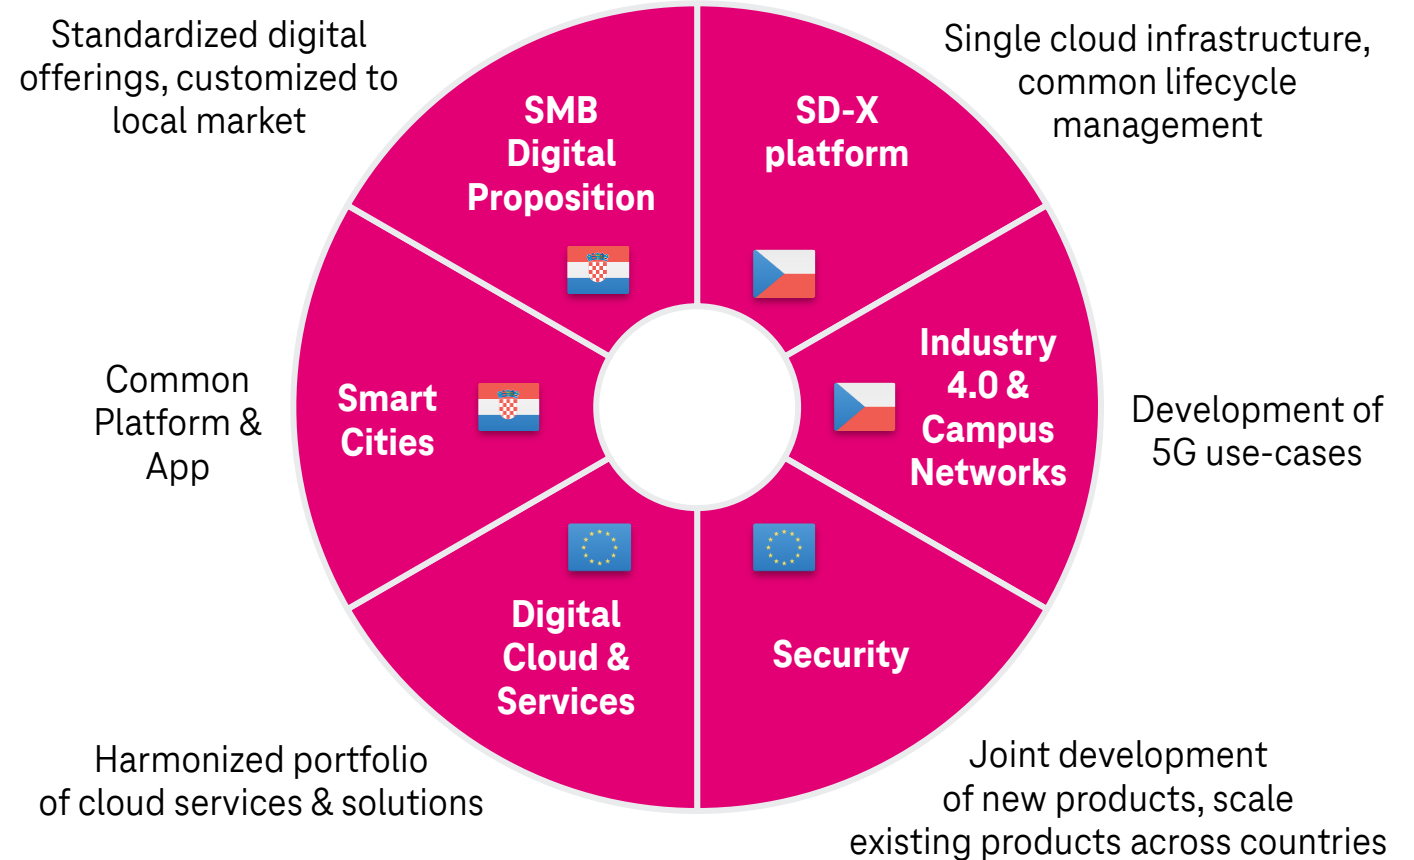 Standardized digital
offerings, customized to
local market
SMB
Digital
Proposition
SD-X
platform
Single cloud infrastructure,
common lifecycle
management
Common
Platform &
App
Smart
Cities
Industry
4.0 &
Campus
Networks
Development of
5G use-cases
Digital
Cloud &
Services
Security
Harmonized portfolio
of cloud services & solutions
Joint development
of new products, scale
existing products across countries